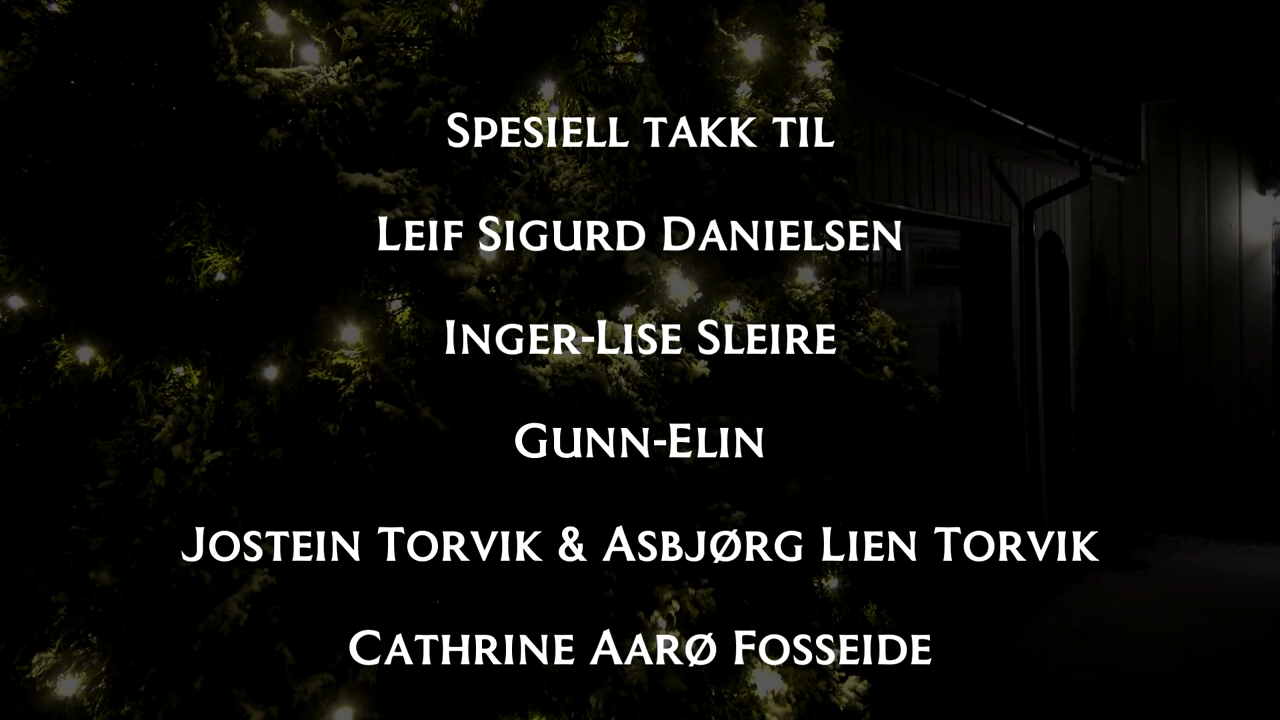 Spesiell takk til
Leif Sigurd Danielsen
Inger-Lise Sleire
Gunn-Elin
Jostein Torvik & Asbjørg Lien Torvik
Cathrine Aarø Fosseide